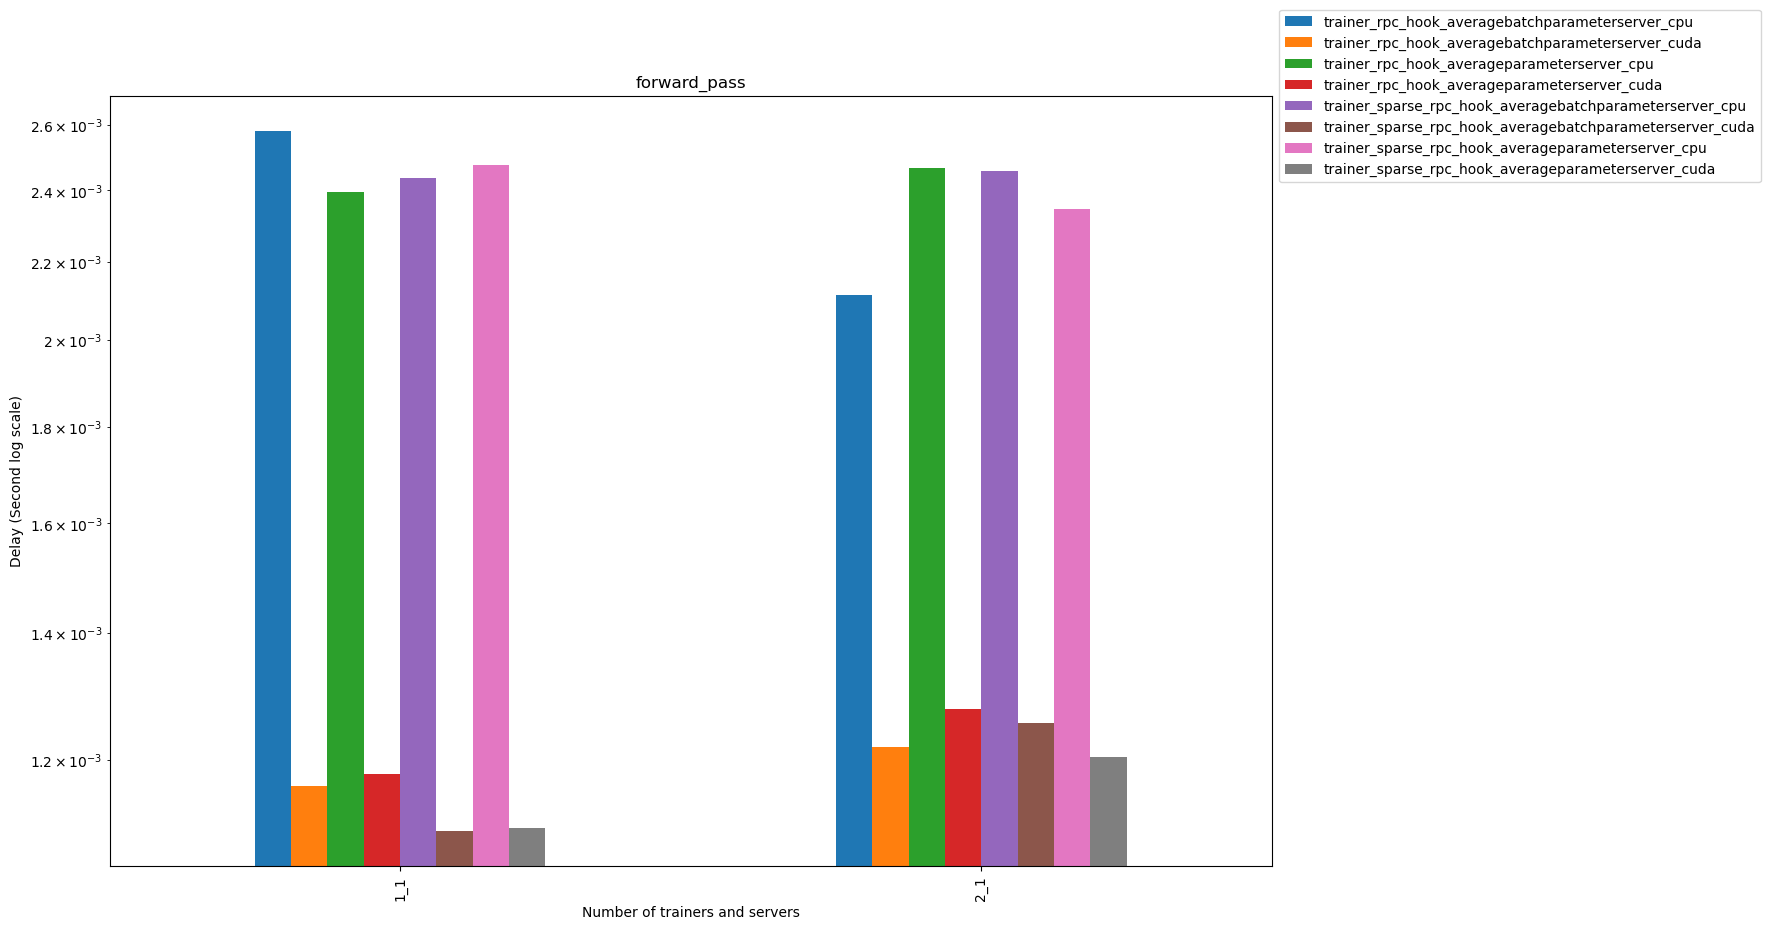 trainer_rpc_hook_averagebatchparameterserver_cpu
trainer_rpc_hook_averagebatchparameterserver_cuda
trainer_rpc_hook_averageparameterserver_cpu
trainer_rpc_hook_averageparameterserver_cuda
trainer_sparse_rpc_hook_averagebatchparameterserver_cpu
trainer_sparse_rpc_hook_averagebatchparameterserver_cuda
trainer_sparse_rpc_hook_averageparameterserver_cpu
trainer_sparse_rpc_hook_averageparameterserver_cuda
forward_pass
2.6 × 10⁻³
2.4 × 10⁻³
2.2 × 10⁻³
2 × 10⁻³
1.8 × 10⁻³
1.6 × 10⁻³
1.4 × 10⁻³
1.2 × 10⁻³
Delay (Second log scale)
1_1
2_1
Number of trainers and servers